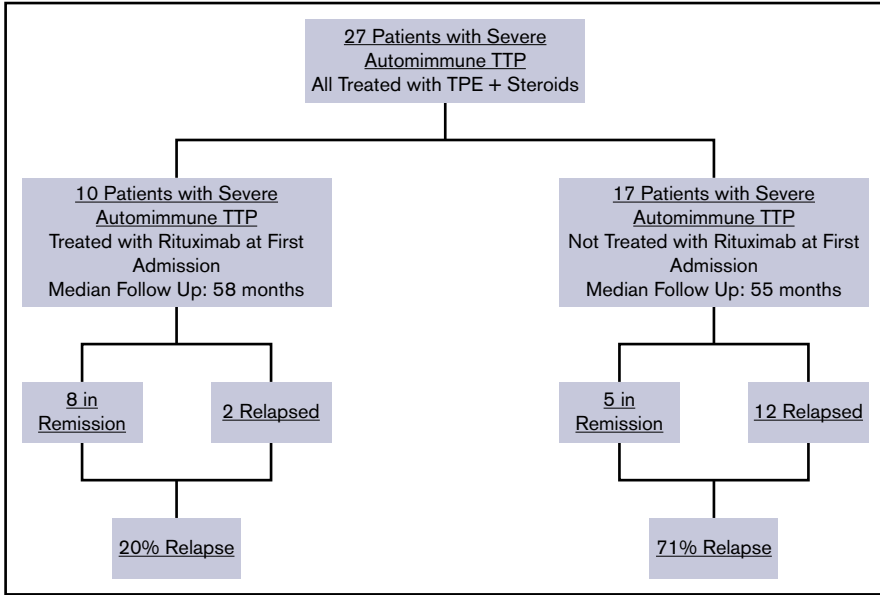 27 Patients with Severe
Automimmune TTP
All Treated with TPE + Steroids
10 Patients with Severe
Automimmune TTP
Treated with Rituximab at First
Admission
Median Follow Up: 58 months
17 Patients with Severe
Automimmune TTP
Not Treated with Rituximab at First
Admission
Median Follow Up: 55 months
8 in
Remission
2 Relapsed
5 in
Remission
12 Relapsed
20% Relapse
71% Relapse